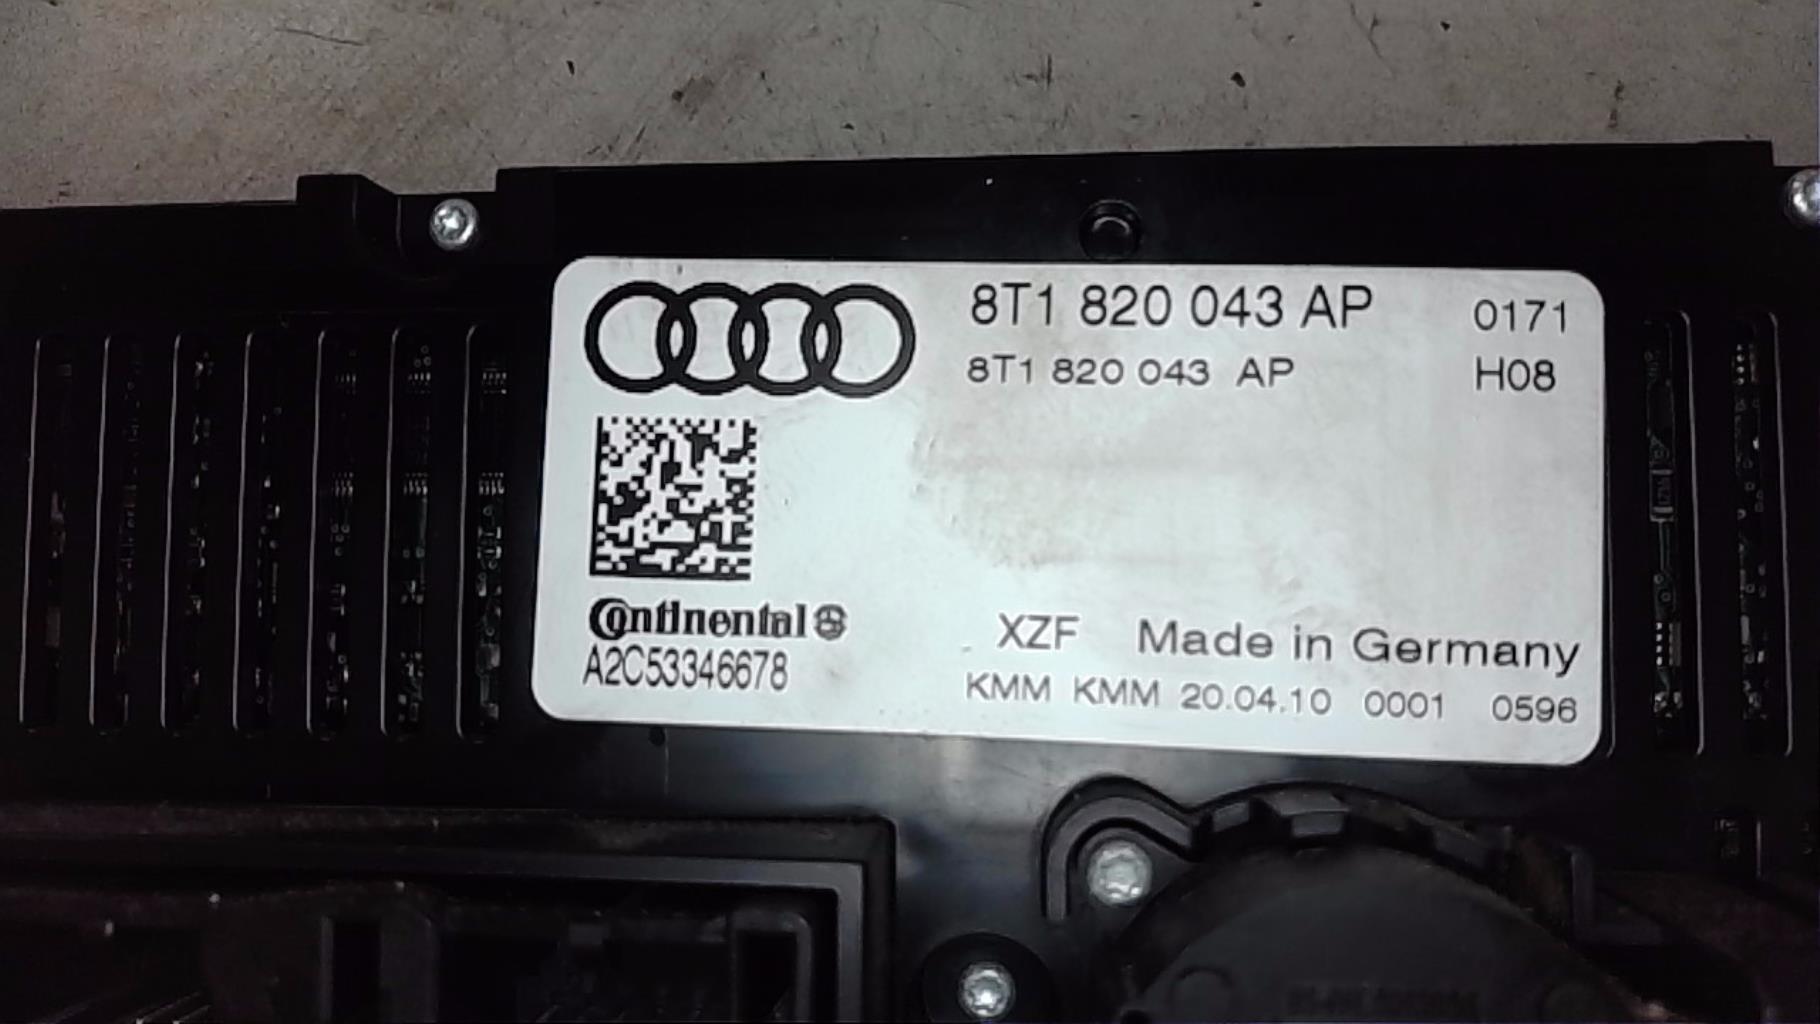 8T1 820 043 AP 0171
8T1 820 043 AP H08
Continental
A2C53346678
XZF Made in Germany
KMM KMM 20.04.10 0001 0596